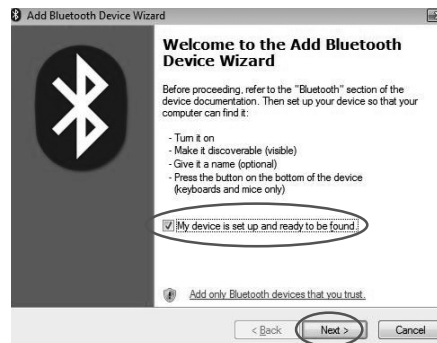 Add Bluetooth Device Wizard
Welcome to the Add Bluetooth
Device Wizard
Before proceeding, refer to the "Bluetooth" section of the
device documentation. Then set up your device so that your
computer can find it:
- Turn it on
- Make it discoverable (visible)
- Give it a name (optional)
- Press the button on the bottom of the device
(keyboards and mice only)
My device is set up and ready to be found.
Add only Bluetooth devices that you trust.
< Back Next > Cancel